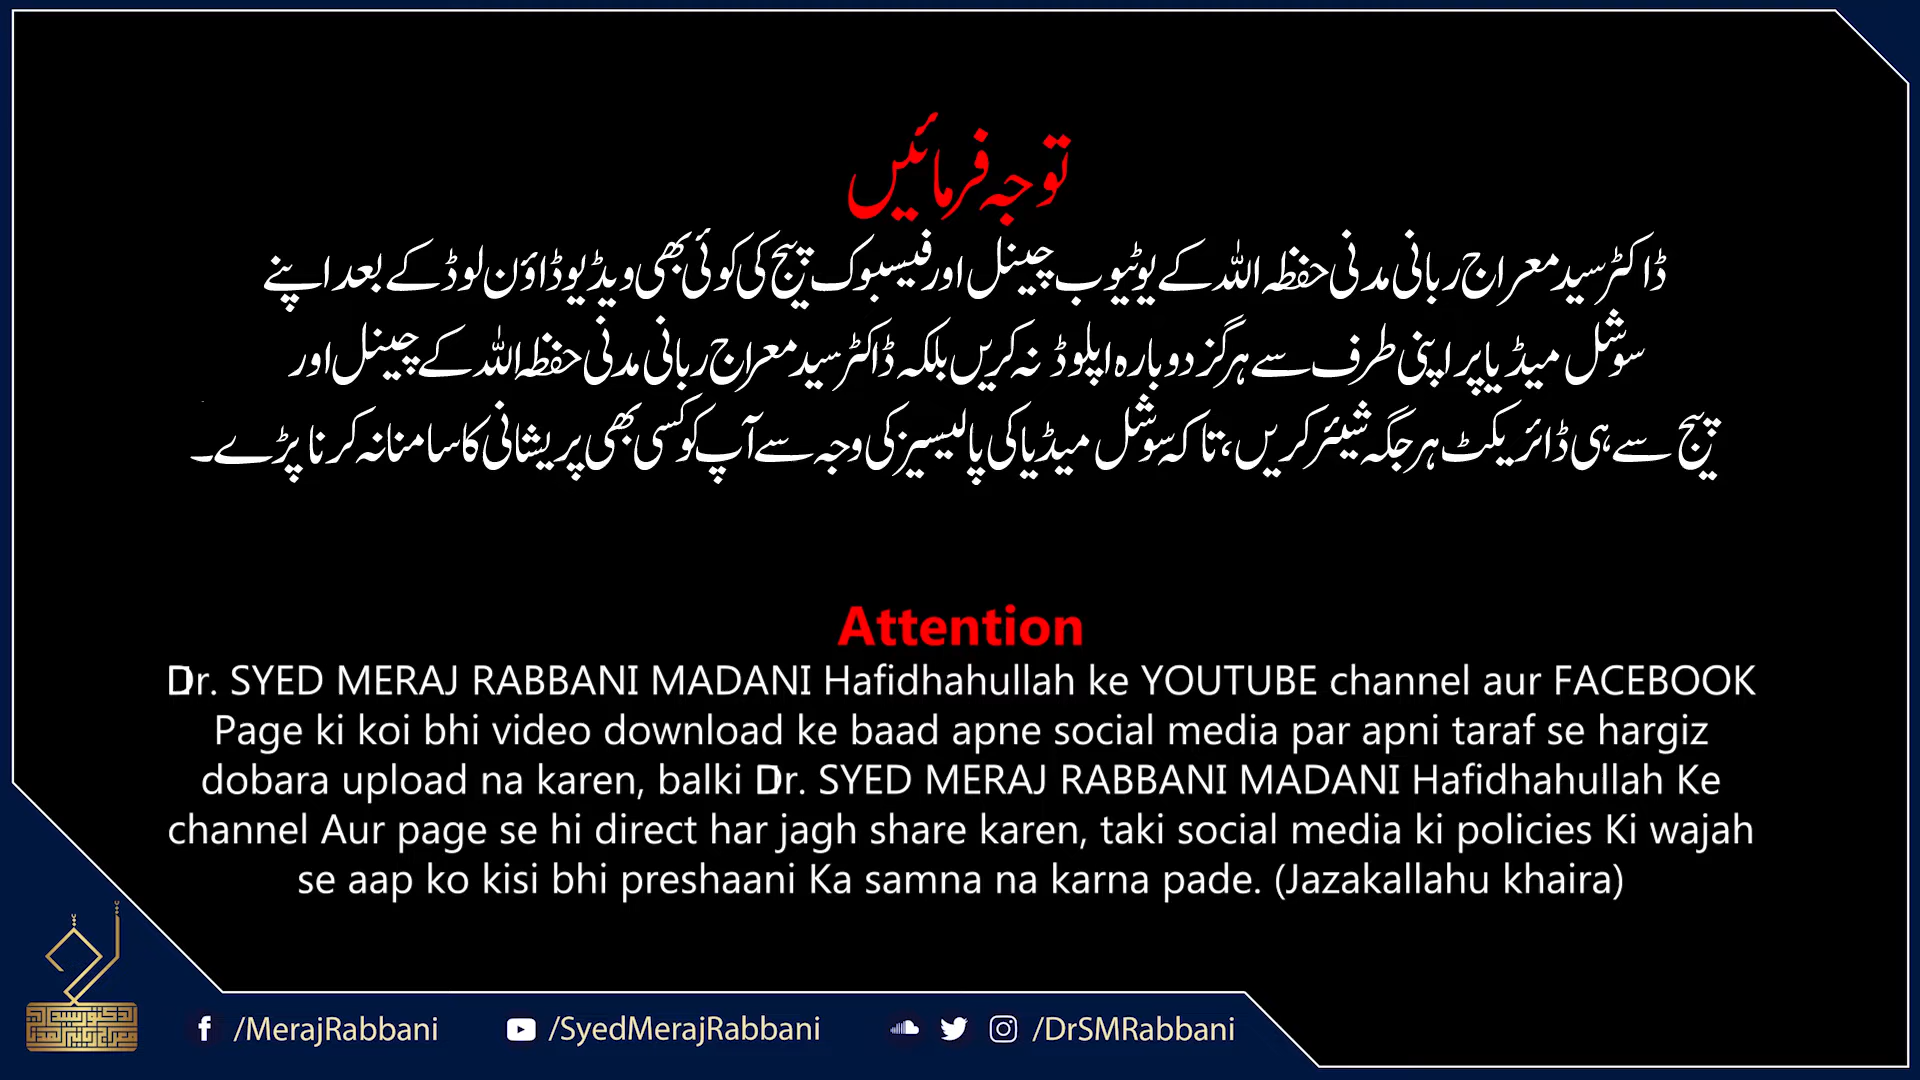 توجہ فرمائیں
ڈاکٹر سید معراج ربانی مدنی حفظہ اللہ کے یوٹیوب چینل اور فیسبوک پیج کی کوئی بھی ویڈیو ڈاؤن لوڈ کے بعد اپنے
سوشل میڈیا پر اپنی طرف سے ہرگز دوبارہ اپلوڈ نہ کریں بلکہ ڈاکٹر سید معراج ربانی مدنی حفظہ اللہ کے چینل اور
پیج سے ہی ڈائریکٹ ہر جگہ شیئر کریں، تاکہ سوشل میڈیا کی پالیسیز کی وجہ سے آپ کو کسی بھی پریشانی کا سامنا نہ کرنا پڑے۔
Attention
Dr. SYED MERAJ RABBANI MADANI Hafidhahullah ke YOUTUBE channel aur FACEBOOK
Page ki koi bhi video download ke baad apne social media par apni taraf se hargiz
dobara upload na karen, balki Dr. SYED MERAJ RABBANI MADANI Hafidhahullah Ke
channel Aur page se hi direct har jagh share karen, taki social media ki policies Ki wajah
se aap ko kisi bhi preshaani Ka samna na karna pade. (Jazakallahu khaira)
/MerajRabbani /SyedMerajRabbani /DrSMRabbani